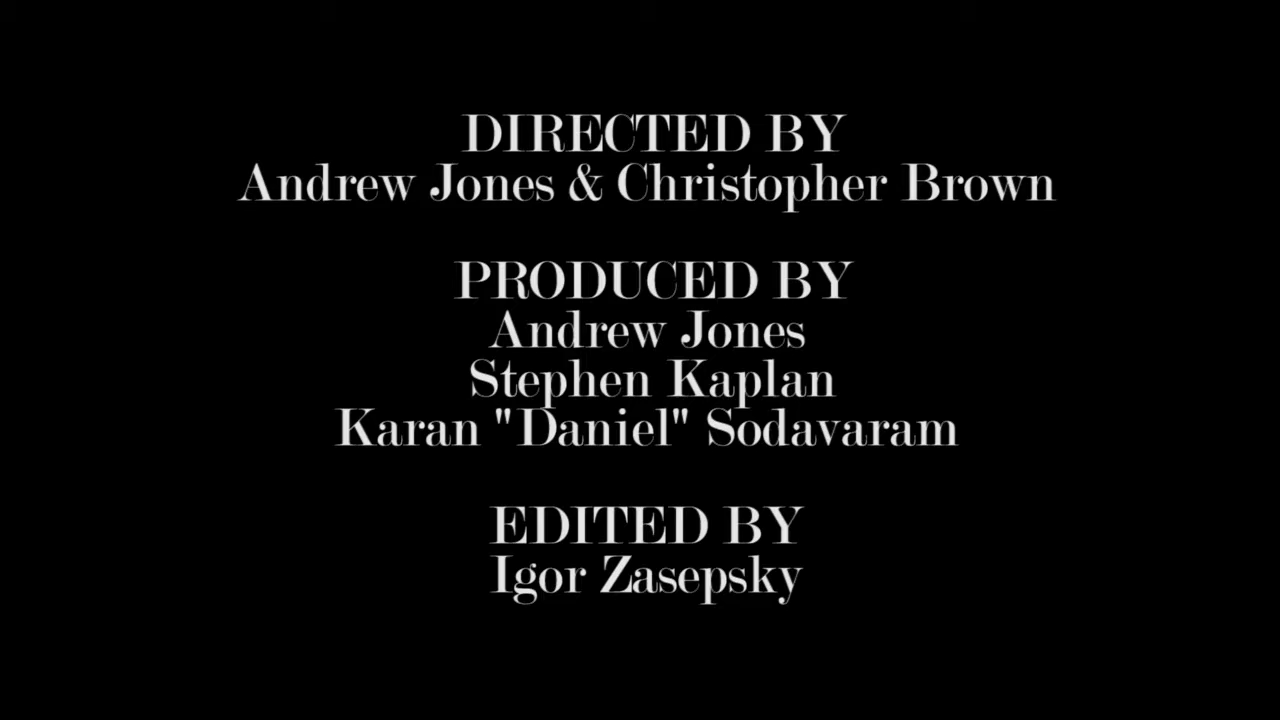 DIRECTED BY
Andrew Jones & Christopher Brown
PRODUCED BY
Andrew Jones
Stephen Kaplan
Karan "Daniel" Sodavaram
EDITED BY
Igor Zasepsky